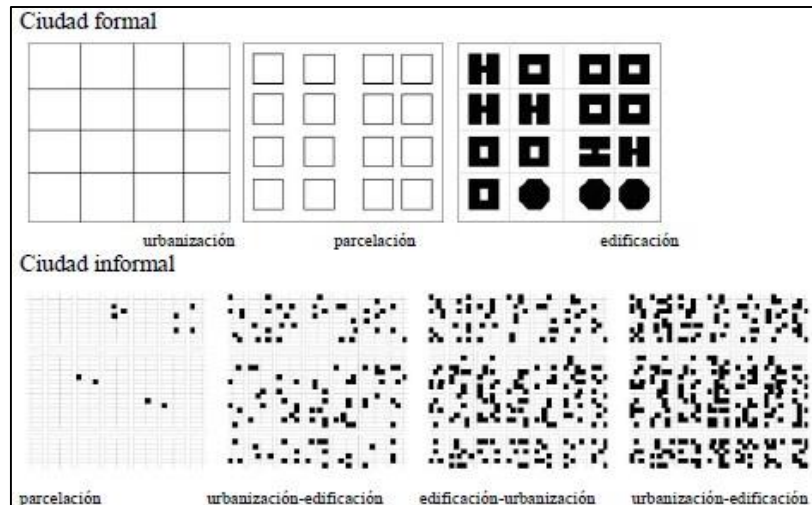 Ciudad formal
urbanización parcelación edificación
Ciudad informal
parcelación urbanización-edificación edificación-urbanización urbanización-edificación